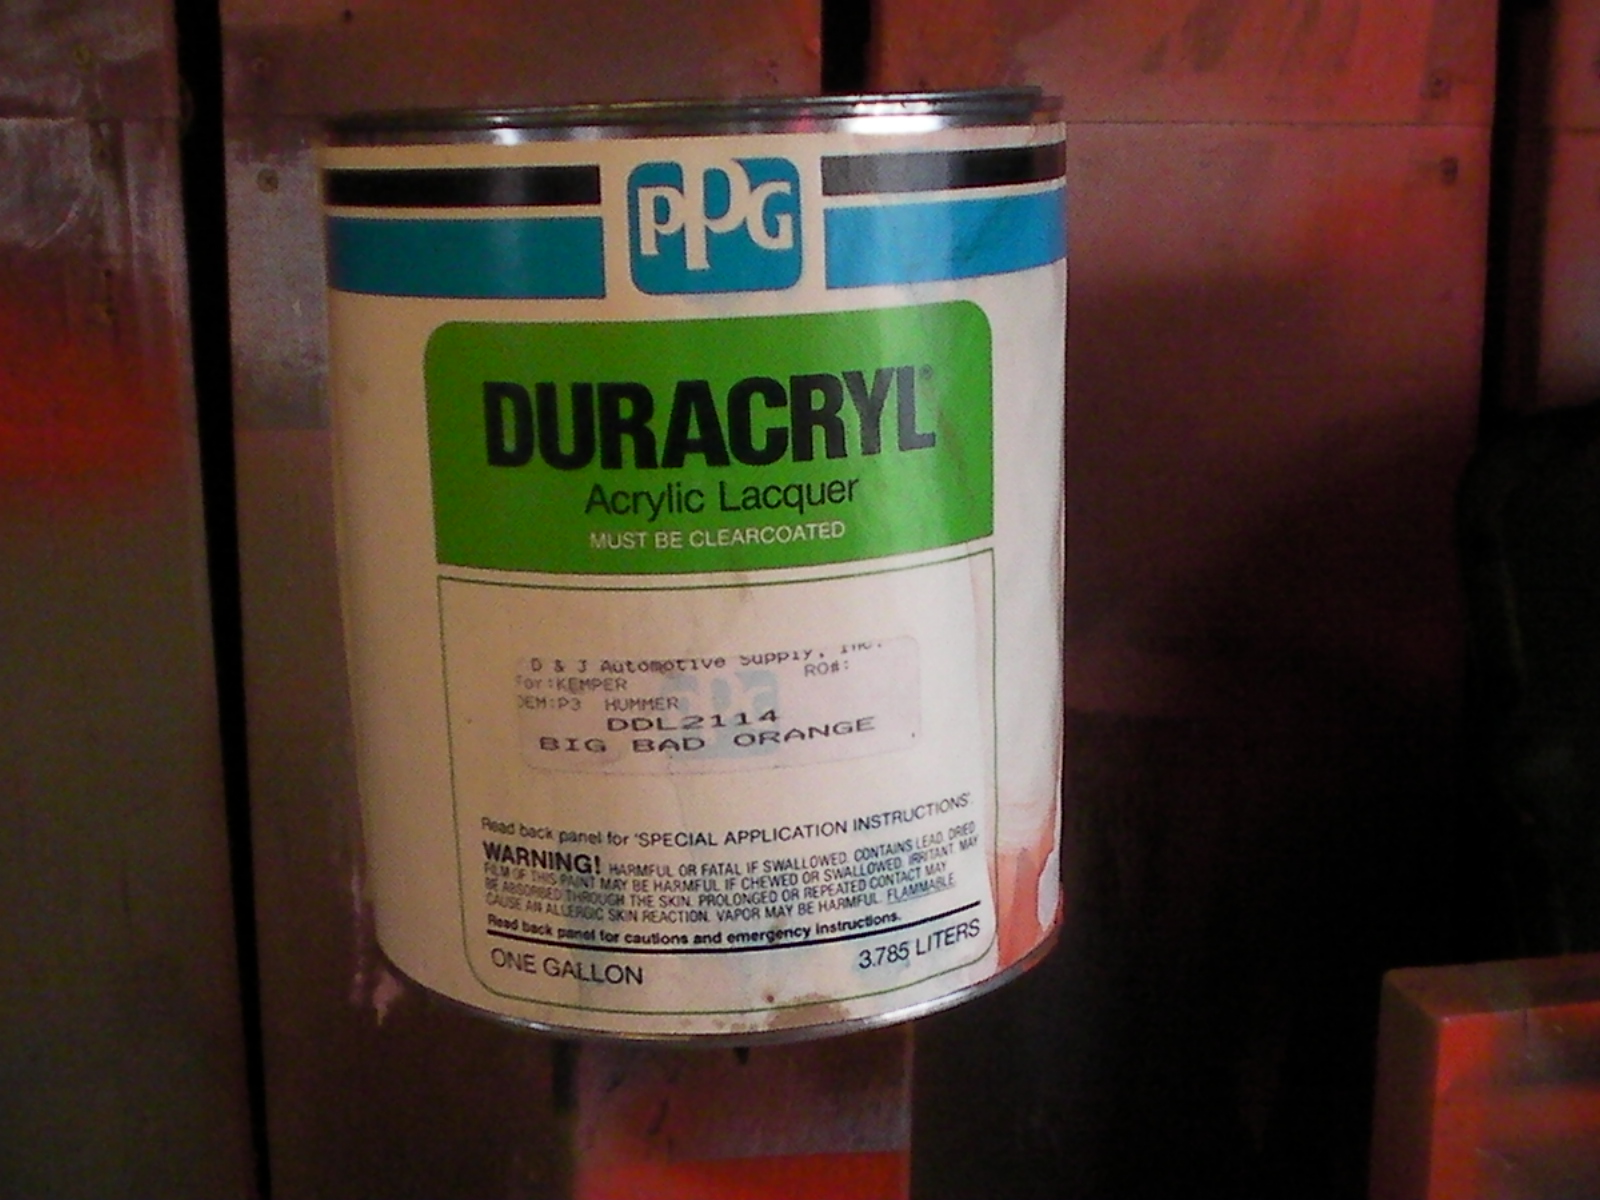 PPG
DURACRYL®
Acrylic Lacquer
MUST BE CLEARCOATED
D & J Automotive Supply, Inc.
For:KEMPER RO#:
OEM:P3 HUMMER
DDL2114
BIG BAD ORANGE
Read back panel for 'SPECIAL APPLICATION INSTRUCTIONS'.
WARNING! HARMFUL OR FATAL IF SWALLOWED. CONTAINS LEAD. DRIED
FILM OF THIS PAINT MAY BE HARMFUL IF CHEWED OR SWALLOWED. IRRITANT. MAY
BE ABSORBED THROUGH THE SKIN. PROLONGED OR REPEATED CONTACT MAY
CAUSE AN ALLERGIC SKIN REACTION. VAPOR MAY BE HARMFUL. FLAMMABLE.
Read back panel for cautions and emergency instructions.
ONE GALLON 3.785 LITERS